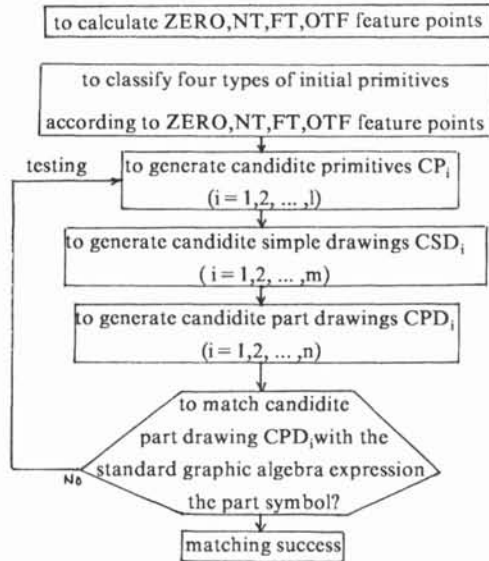 to calculate ZERO,NT,FT,OTF feature points
to classify four types of initial primitives
according to ZERO,NT,FT,OTF feature points
testing
to generate candidite primitives CPi
(i = 1,2, ... ,l)
to generate candidite simple drawings CSDi
( i = 1,2, ... ,m)
to generate candidite part drawings CPDi
(i = 1,2, ... ,n)
to match candidite
part drawing CPDi,with the
standard graphic algebra expression
the part symbol?
No
matching success